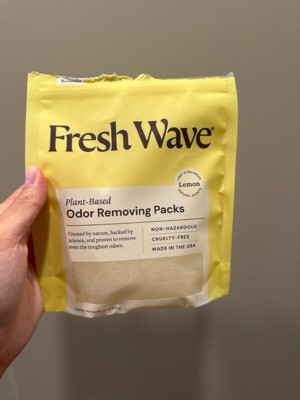 Fresh Wave®
Lemon
Plant-Based
Odor Removing Packs
Created by nature, backed by
science, and proven to remove
even the toughest odors.
NON-HAZARDOUS
CRUELTY-FREE
MADE IN THE USA